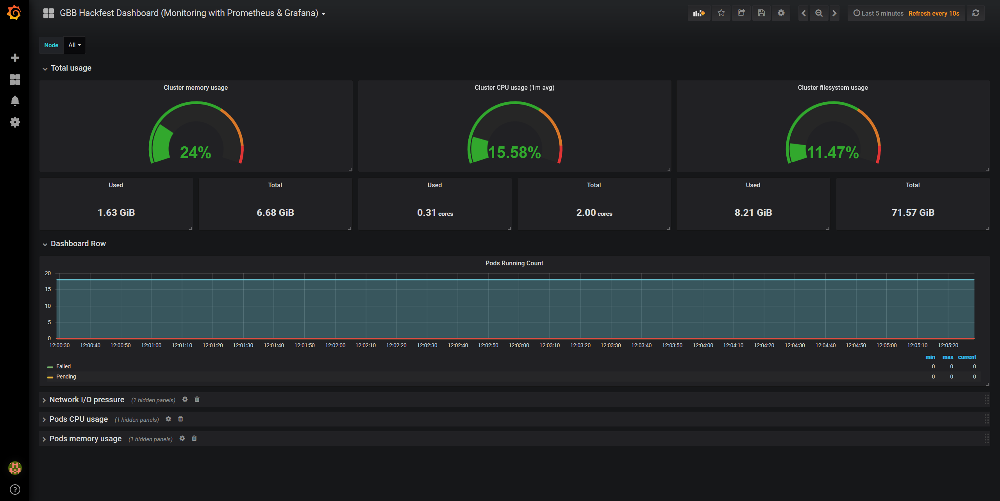 GBB Hackfest Dashboard (Monitoring with Prometheus & Grafana)
Last 5 minutes Refresh every 10s
Node All
Total usage
Cluster memory usage
24%
Cluster CPU usage (1m avg)
15.58%
Cluster filesystem usage
11.47%
Used
1.63 GiB
Total
6.68 GiB
Used
0.31 cores
Total
2.00 cores
Used
8.21 GiB
Total
71.57 GiB
Dashboard Row
Pods Running Count
20
15
10
5
0
12:00:30 12:00:40 12:00:50 12:01:00 12:01:10 12:01:20 12:01:30 12:01:40 12:01:50 12:02:00 12:02:10 12:02:20 12:02:30 12:02:40 12:02:50 12:03:00 12:03:10 12:03:20 12:03:30 12:03:40 12:03:50 12:04:00 12:04:10 12:04:20 12:04:30 12:04:40 12:04:50 12:05:00 12:05:10 12:05:20
min max current
Failed 0 0 0
Pending 0 0 0
Network I/O pressure (1 hidden panels)
Pods CPU usage (1 hidden panels)
Pods memory usage (1 hidden panels)
?